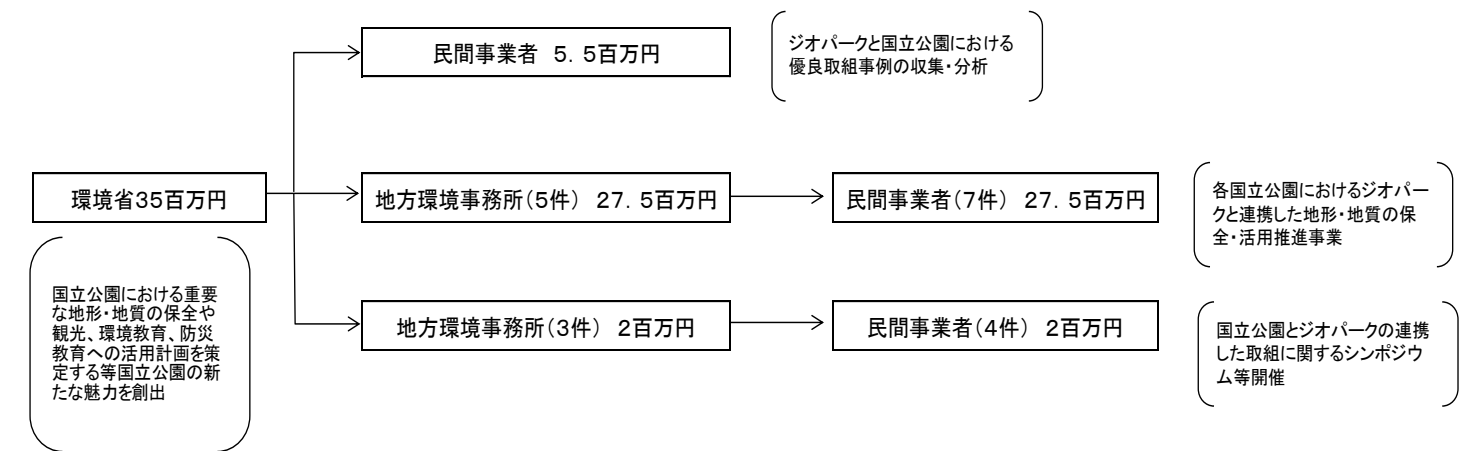 民間事業者 5.5百万円
ジオパークと国立公園における
優良取組事例の収集・分析
環境省35百万円
地方環境事務所(5件) 27.5百万円
民間事業者(7件) 27.5百万円
各国立公園におけるジオパー
クと連携した地形・地質の保
全・活用推進事業
国立公園における重要
な地形・地質の保全や
観光、環境教育、防災
教育への活用計画を策
定する等国立公園の新
たな魅力を創出
地方環境事務所(3件) 2百万円
民間事業者(4件) 2百万円
国立公園とジオパークの連携
した取組に関するシンポジウ
ム等開催